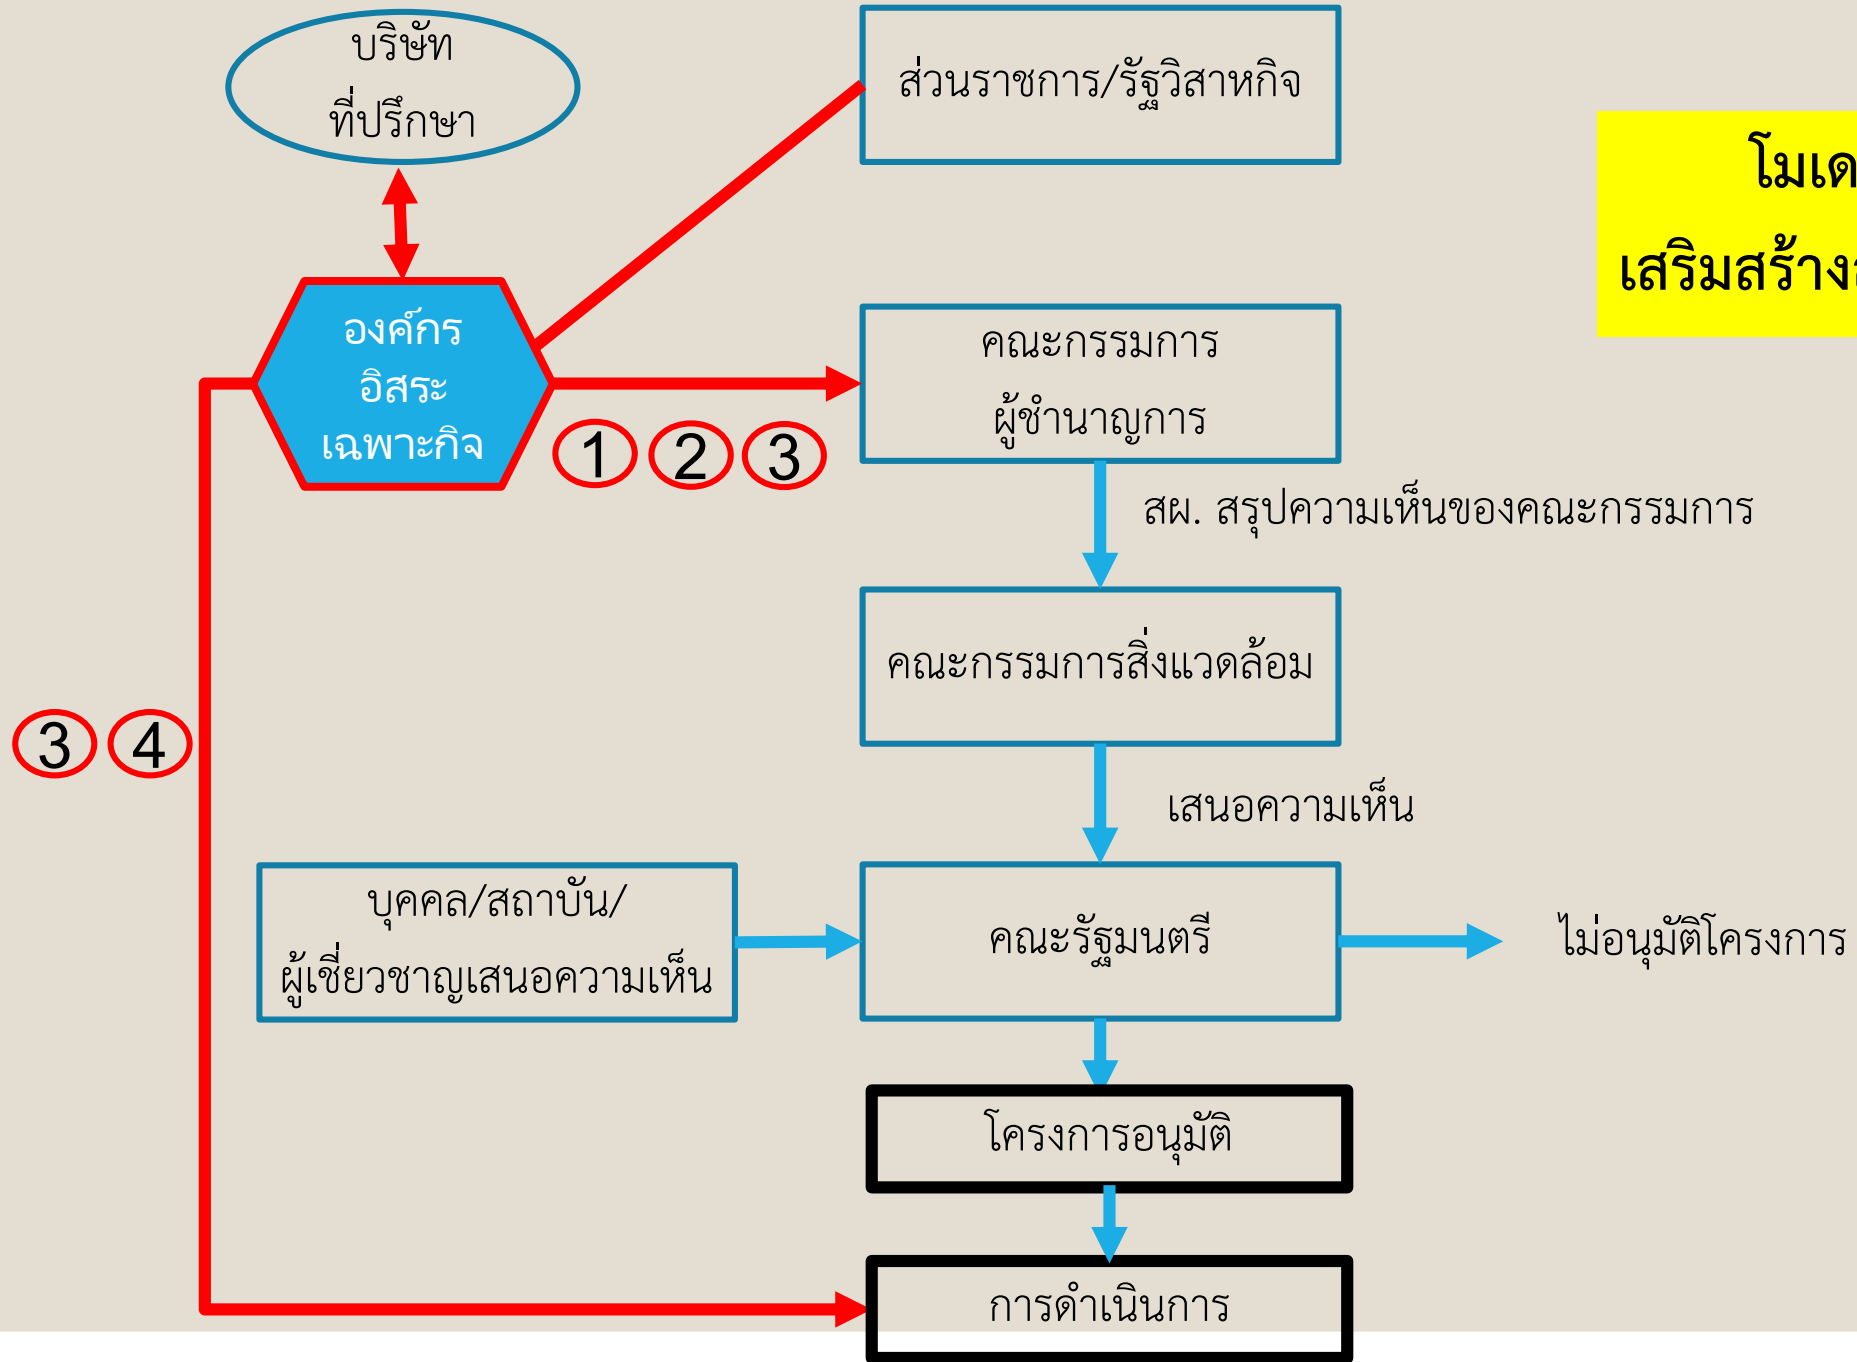 บริษัท
ที่ปรึกษา
ส่วนราชการ/รัฐวิสาหกิจ
องค์กร
อิสระ
เฉพาะกิจ
คณะกรรมการ
ผู้ชำนาญการ
1 2 3
สผ. สรุปความเห็นของคณะกรรมการ
คณะกรรมการสิ่งแวดล้อม
3 4
เสนอความเห็น
บุคคล/สถาบัน/
ผู้เชี่ยวชาญเสนอความเห็น
คณะรัฐมนตรี
ไม่อนุมัติโครงการ
โครงการอนุมัติ
การดำเนินการ
เสริมสร้าง